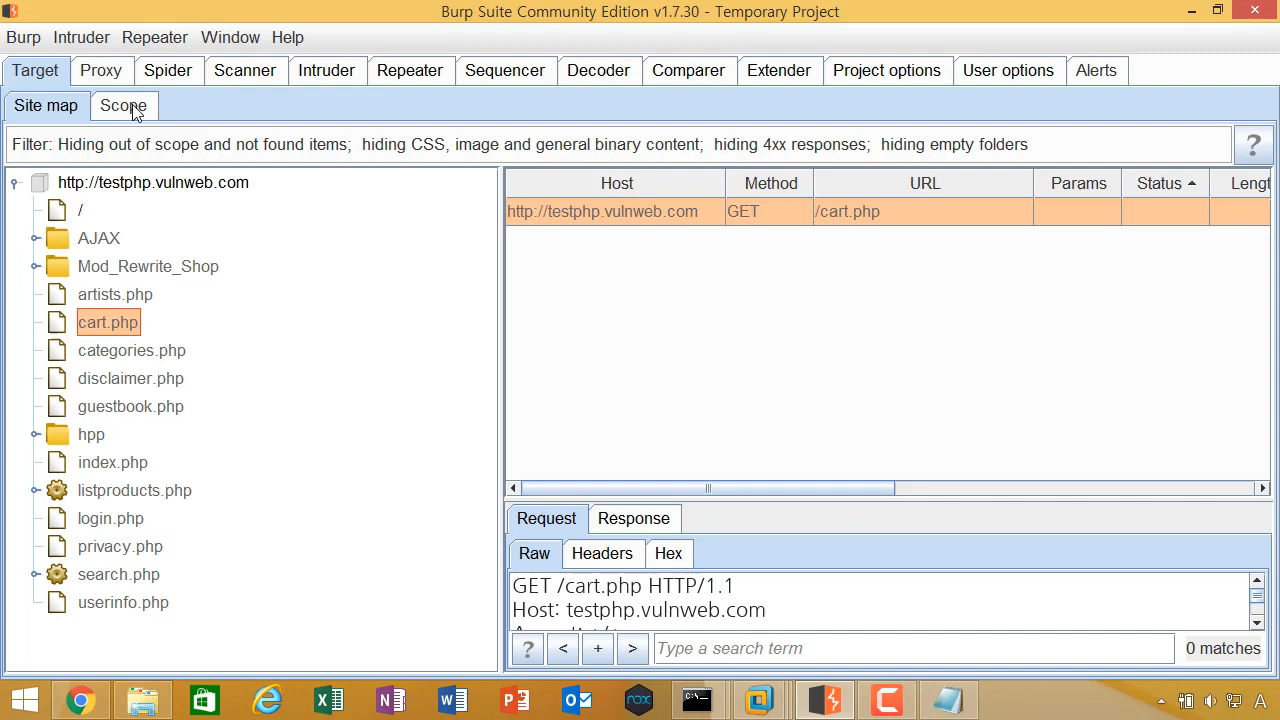 Burp Suite Community Edition v1.7.30 - Temporary Project
Burp Intruder Repeater Window Help
Target Proxy Spider Scanner Intruder Repeater Sequencer Decoder Comparer Extender Project options User options Alerts
Site map Scope
Filter: Hiding out of scope and not found items; hiding CSS, image and general binary content; hiding 4xx responses; hiding empty folders ?
http://testphp.vulnweb.com
/
AJAX
Mod_Rewrite_Shop
artists.php
cart.php
categories.php
disclaimer.php
guestbook.php
hpp
index.php
listproducts.php
login.php
privacy.php
search.php
userinfo.php
Host Method URL Params Status Lengt
http://testphp.vulnweb.com GET /cart.php
Request Response
Raw Headers Hex
GET /cart.php HTTP/1.1
Host: testphp.vulnweb.com
? < + > Type a search term 0 matches
nox
A